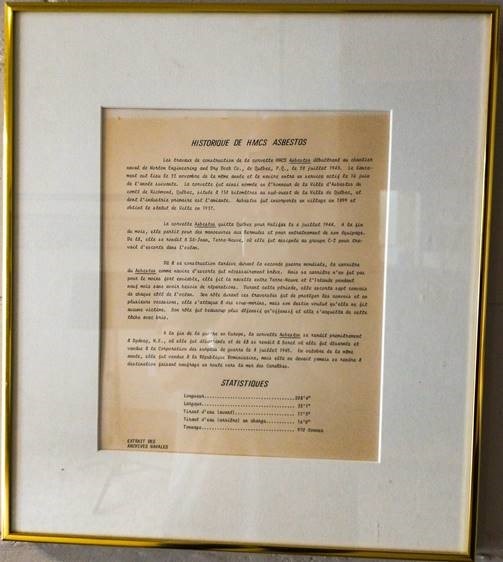 HISTORIQUE DE HMCS ASBESTOS
Les travaux de construction de la corvette HMCS Asbestos débutèrent au chantier
naval de Morton Engineering and Dry Dock Co., de Québec, P.Q., le 20 juillet 1943. Le lance-
ment eut lieu le 22 novembre de la même année et le navire entra en service actif le 16 juin
de l'année suivante. La corvette fut ainsi nommée en l'honneur de la Ville d'Asbestos du
comté de Richmond, Québec, située à 150 kilomètres au sud-ouest de la Ville de Québec, et
dont l'industrie primaire est l'amiante. Asbestos fut incorporée en village en 1899 et
obtint le statut de Ville en 1937.
La corvette Asbestos quitta Québec pour Halifax le 6 juillet 1944. A la fin
du mois, elle partit pour des manoeuvres aux Bermudes et pour entraînement de son équipage.
De là, elle se rendit à St-Jean, Terre-Neuve, où elle fut assignée au groupe C-2 pour tra-
vail d'escorte dans l'océan.
Dû à sa construction tardive durant la seconde guerre mondiale, la carrière
du Asbestos comme navire d'escorte fut nécessairement brève. Mais sa carrière n'en fut pas
pour le moins fort enviable, elle fit la navette entre Terre-Neuve et l'Irlande pendant
neuf mois sans avoir besoin de réparations. Durant cette période, elle escorta sept convois
de chaque côté de l'océan. Son rôle durant ces traversées fut de protéger les convois et en
plusieurs occasions, elle s'attaqua à des sous-marins, mais son destin voulut qu'elle ne fit
aucune victime. Son rôle fut beaucoup plus défensif qu'offensif et elle s'acquitta de cette
tâche avec brio.
A la fin de la guerre en Europe, la corvette Asbestos se rendit premièrement
à Sydney, N.E., où elle fut désarmée et de là se rendit à Sorel où elle fut désarmée et
vendue à la Corporation des surplus de guerre le 8 juillet 1945. En octobre de la même
année, elle fut vendue à la République Dominicaine, mais elle ne devait jamais se rendre à
destination faisant naufrage en route vers la mer des Caraïbes.
STATISTIQUES
Longueur..............................208'4"
Largeur...............................33'1"
Tirant d'eau (avant)..................11'0"
Tirant d'eau (arrière) en charge......16'0"
Tonnage...............................970 tonnes
EXTRAIT DES
ARCHIVES NAVALES